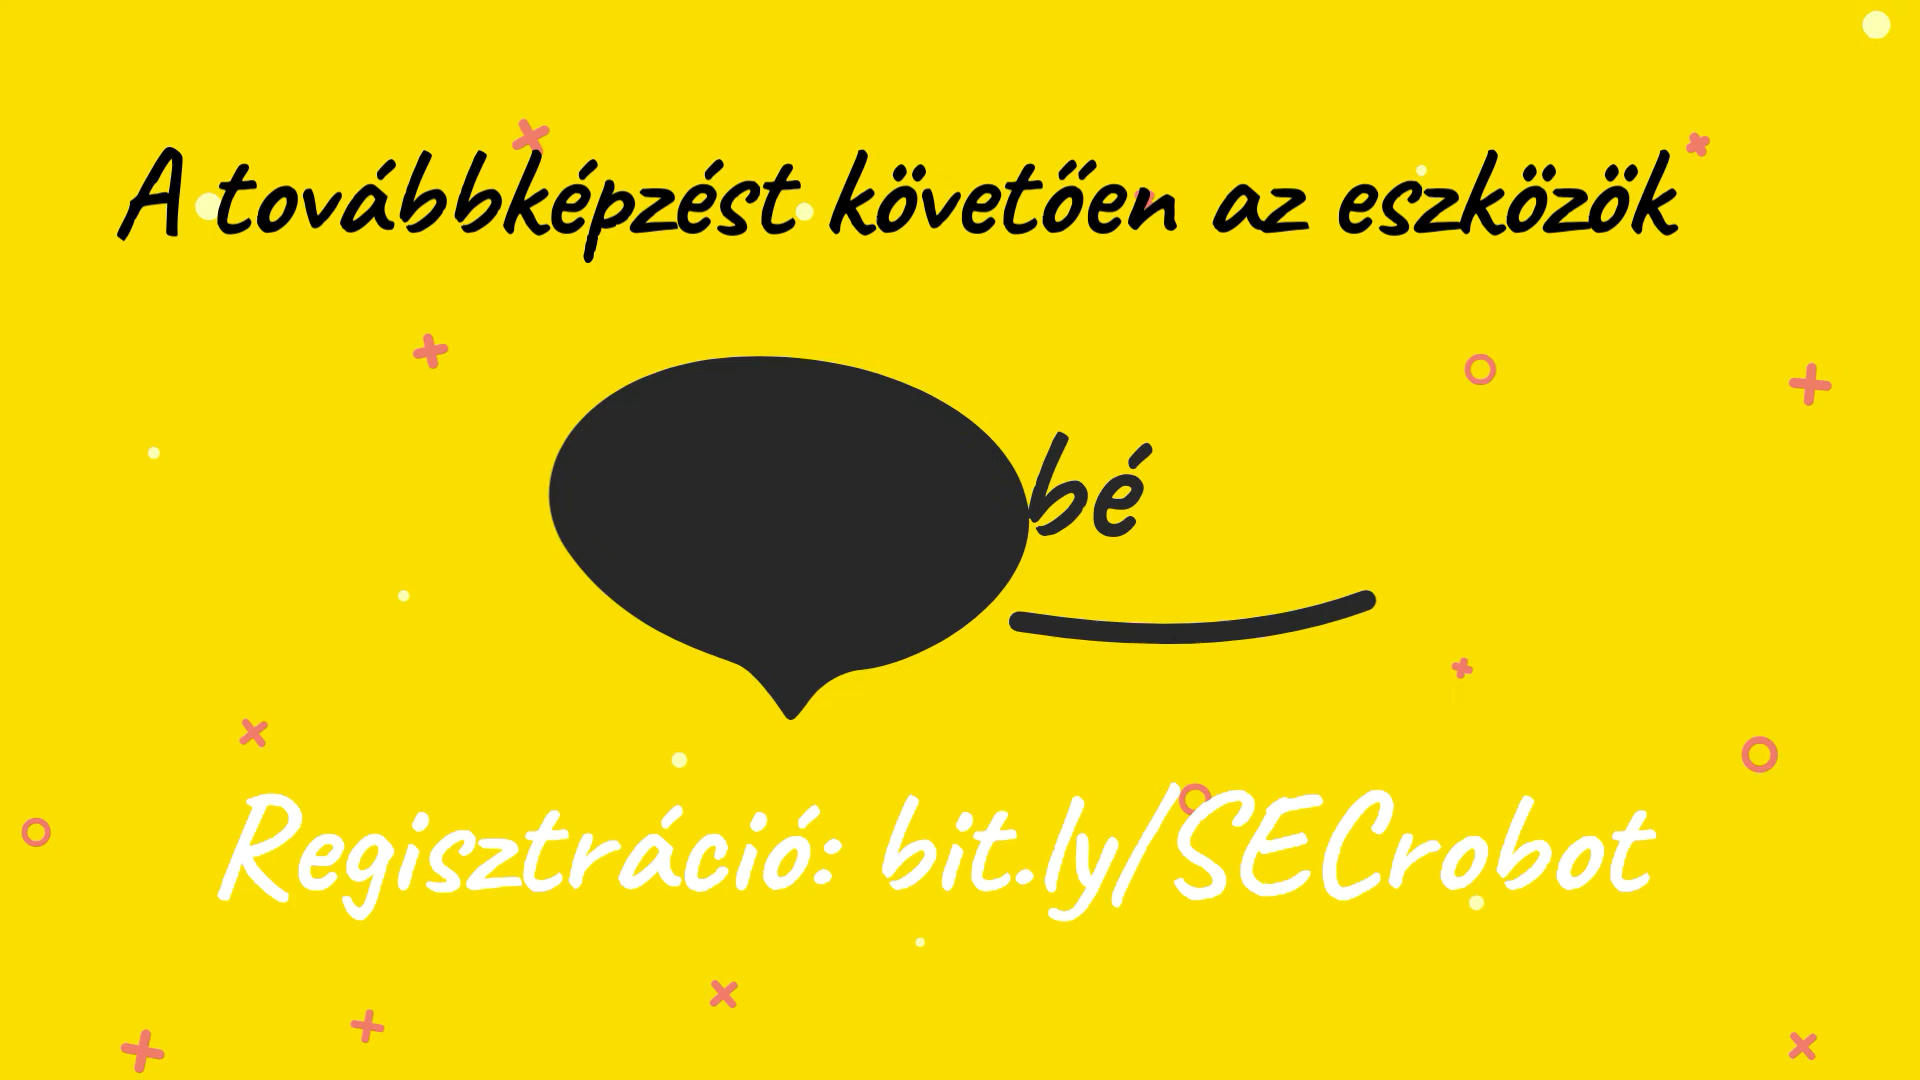 A továbbképzést követően az eszközök
bé
Regisztráció: bit.ly/SECrobot